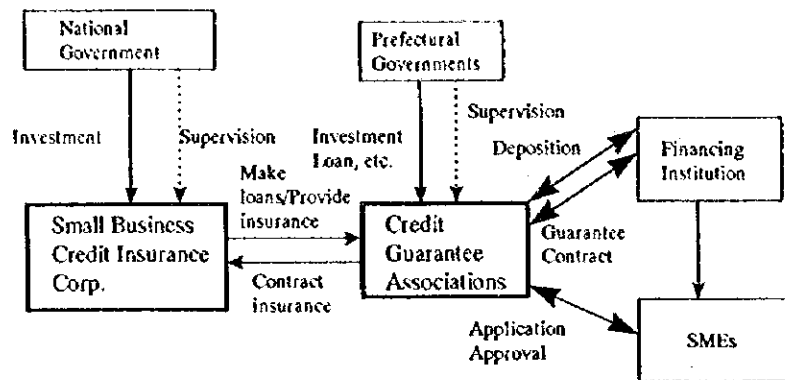 National
Government
Prefectural
Governments
Investment
Supervision
Investment
Loan, etc.
Supervision
Deposition
Financing
Institution
Make
loans/Provide
insurance
Small Business
Credit Insurance
Corp.
Credit
Guarantee
Associations
Guarantee
Contract
Contract
insurance
Application
Approval
SMEs